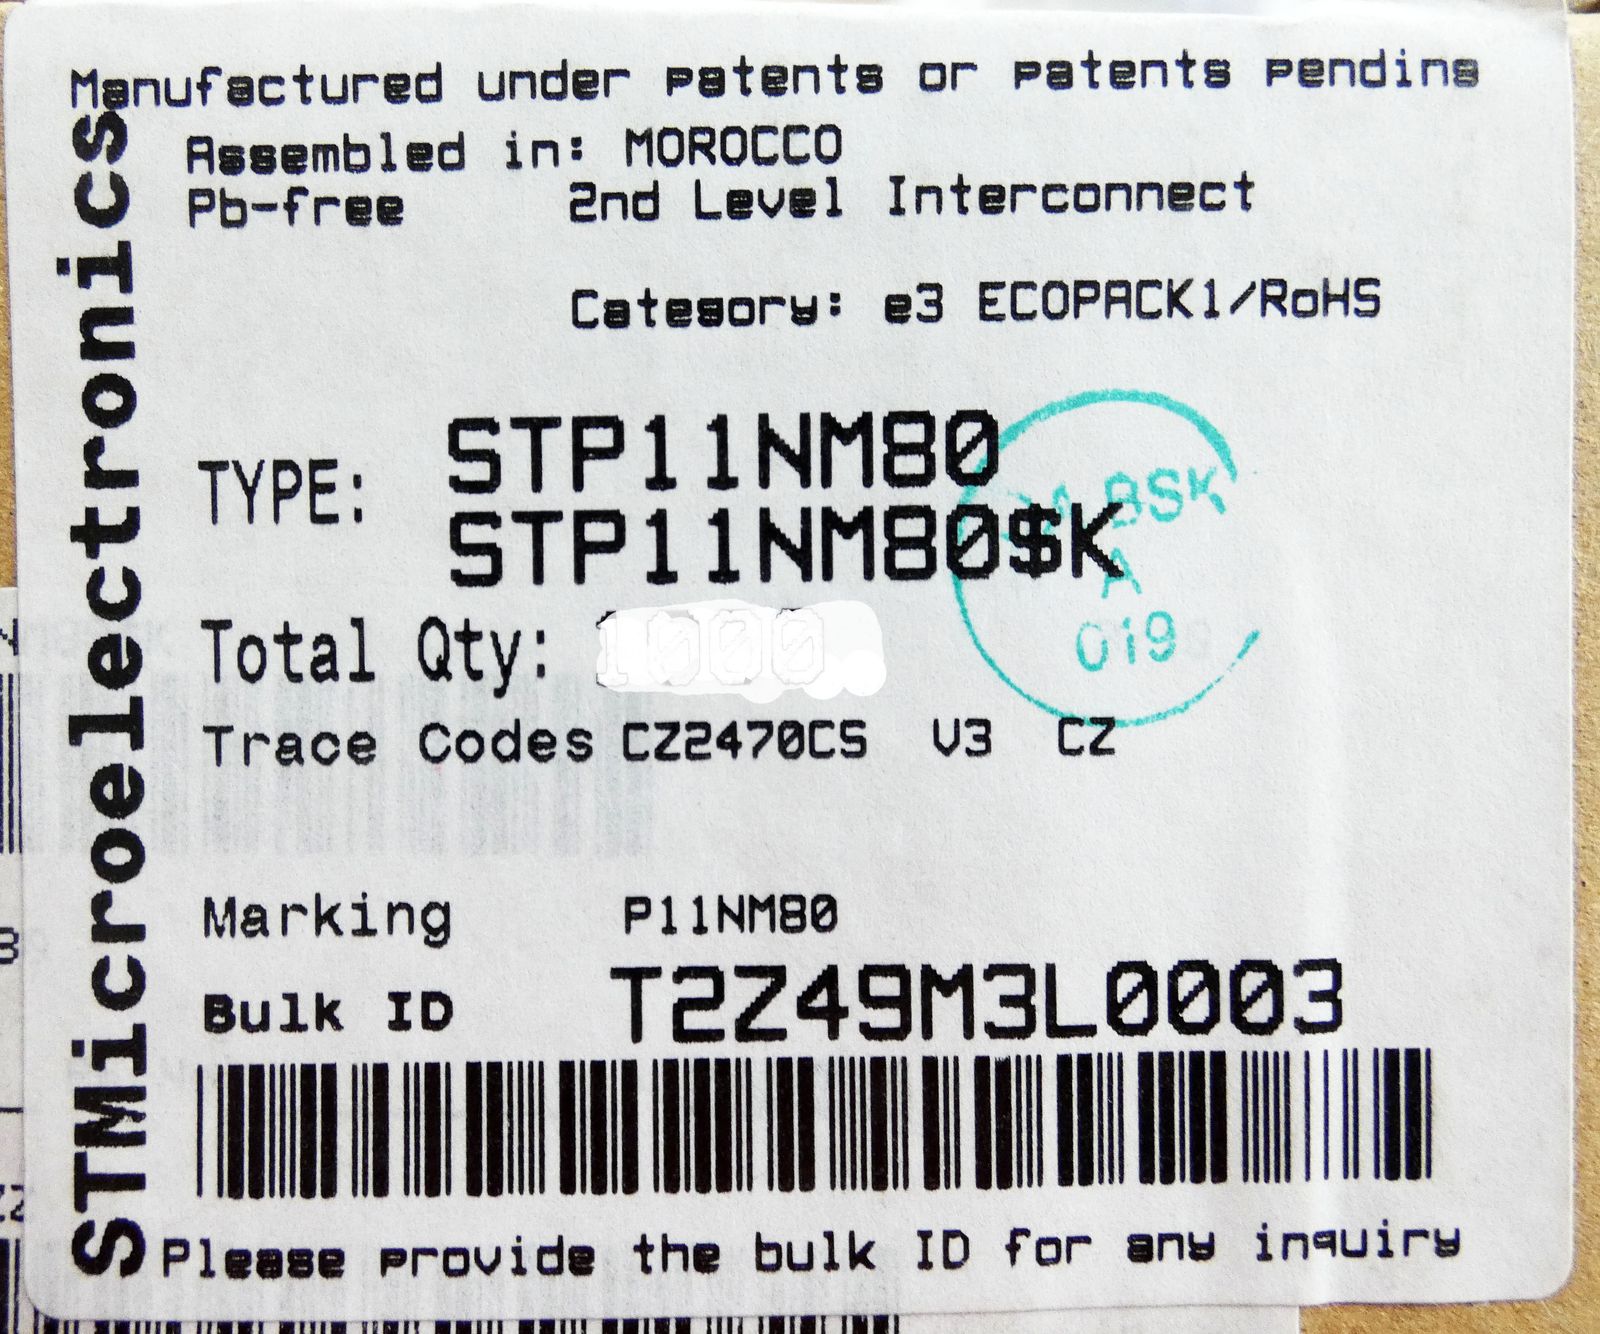 Manufactured under patents or patents pending
Assembled in: MOROCCO
Pb-free 2nd Level Interconnect
Category: e3 ECOPACK1/RoHS
TYPE: STP11NM80
STP11NM80$K
BSK
A
019
Total Qty: 1000
Trace Codes CZ2470CS V3 CZ
Marking P11NM80
Bulk ID T2Z49M3L0003
Please provide the bulk ID for any inquiry
STMicroelectronics